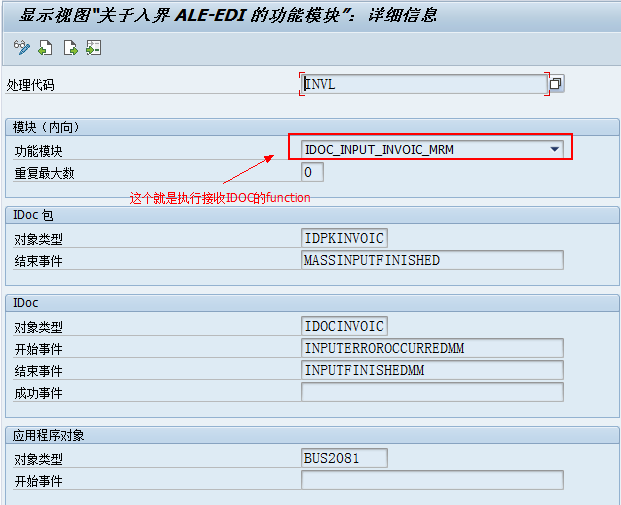 显示视图"关于入界 ALE-EDI 的功能模块": 详细信息
处理代码 INVL
模块（内向）
功能模块 IDOC_INPUT_INVOIC_MRM
重复最大数 0
这个就是执行接收IDOC的function
IDoc 包
对象类型 IDPKINVOIC
结束事件 MASSINPUTFINISHED
IDoc
对象类型 IDOCINVOIC
开始事件 INPUTERROROCCURREDMM
结束事件 INPUTFINISHEDMM
成功事件
应用程序对象
对象类型 BUS2081
开始事件